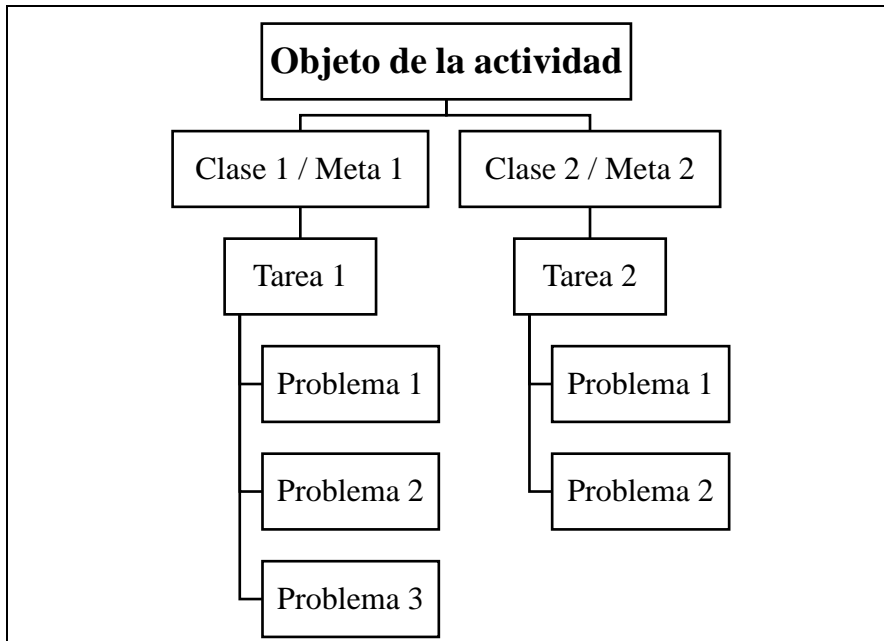 Objeto de la actividad
Clase 1 / Meta 1
Clase 2 / Meta 2
Tarea 1
Tarea 2
Problema 1
Problema 1
Problema 2
Problema 2
Problema 3